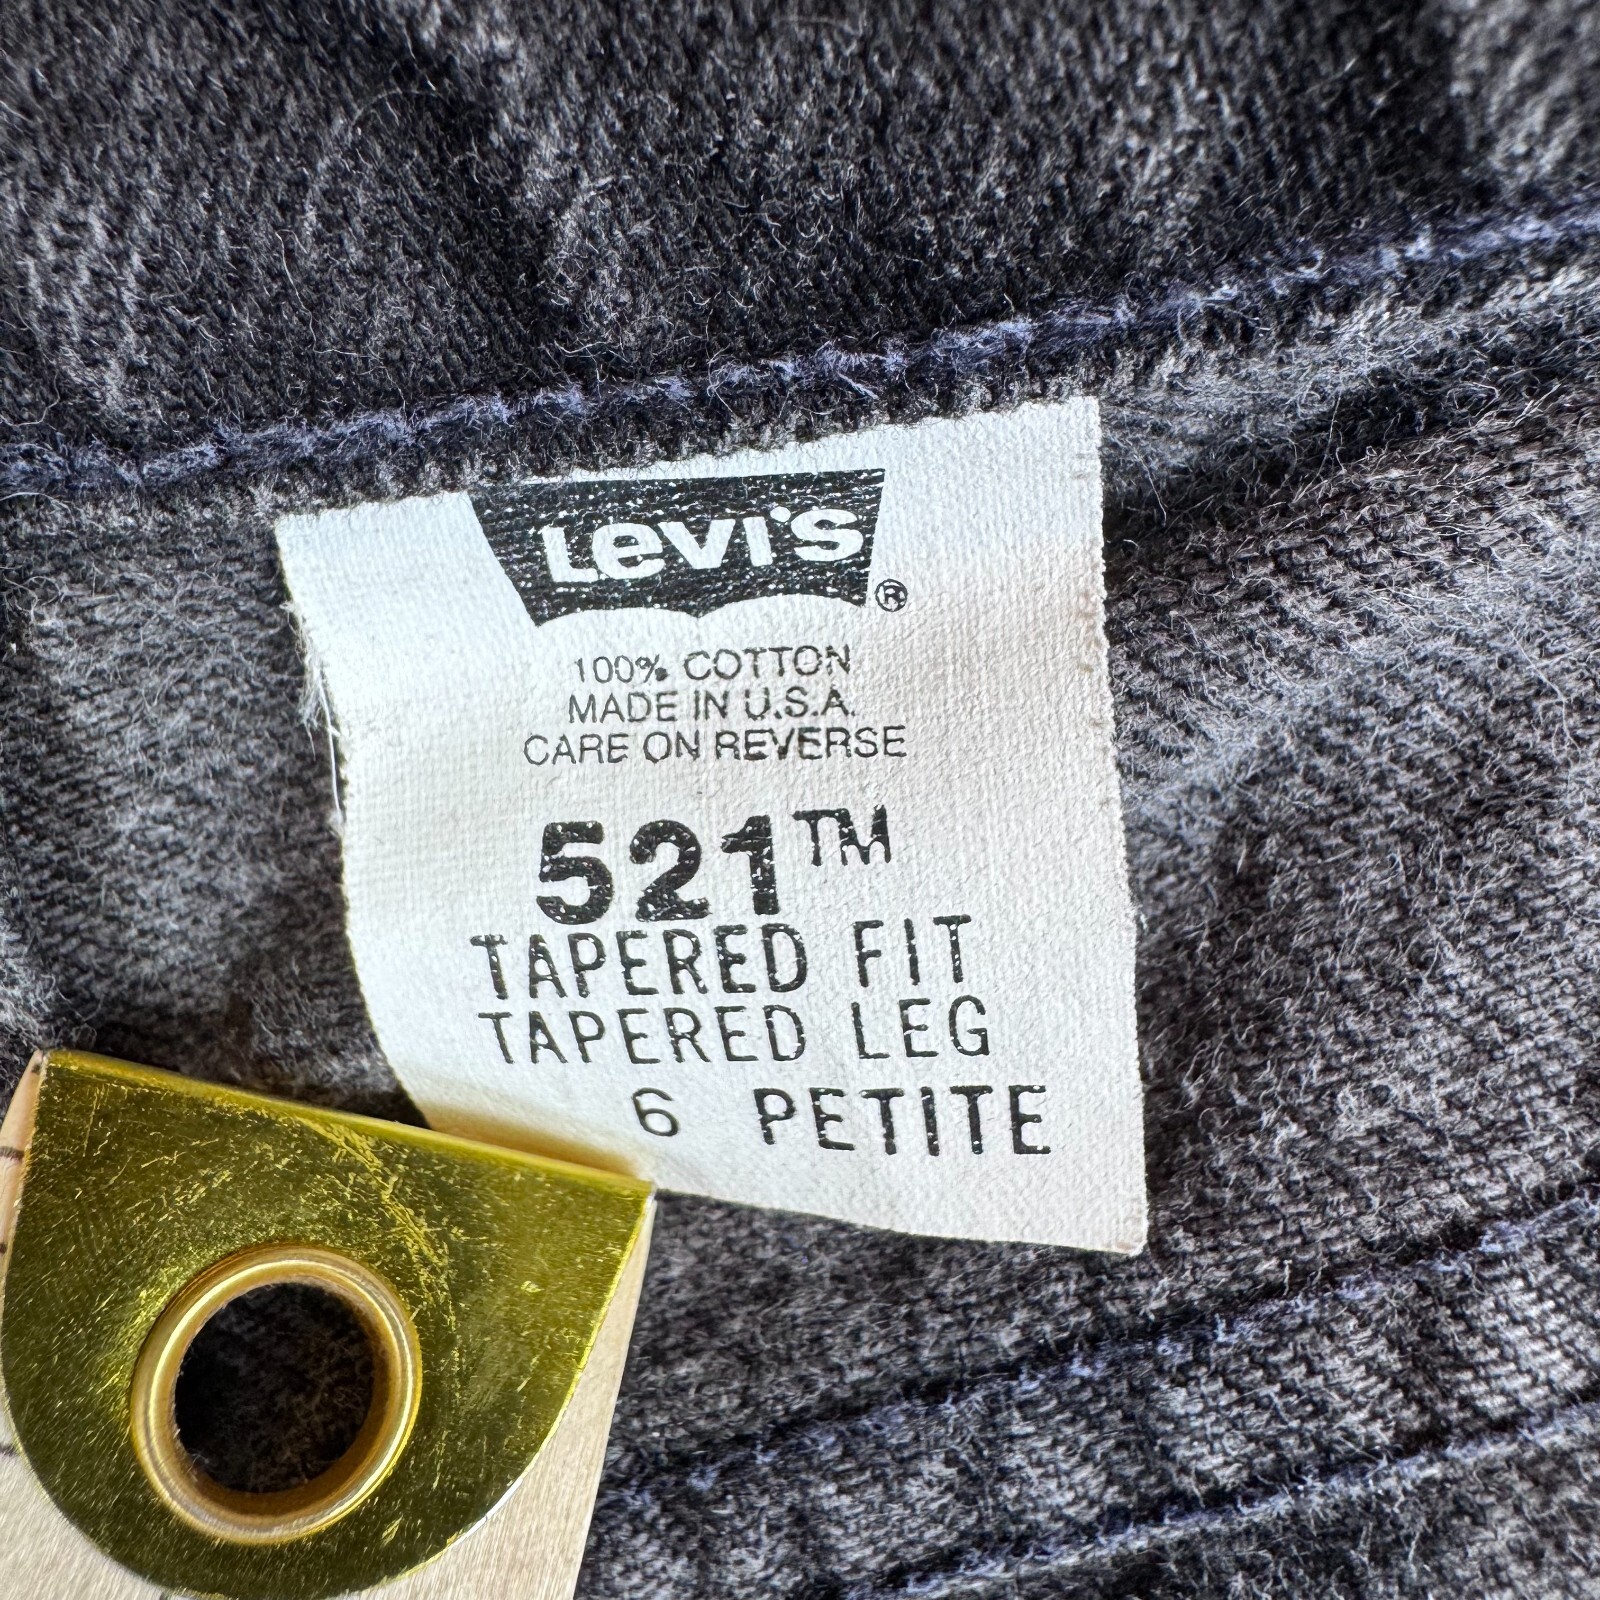 Levi's ®
100% COTTON
MADE IN U.S.A.
CARE ON REVERSE
521™
TAPERED FIT
TAPERED LEG
6 PETITE